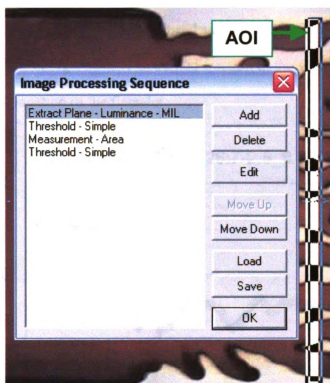 AOI
Image Processing Sequence
Extract Plane - Luminance - MIL
Threshold - Simple
Measurement - Area
Threshold - Simple
Add
Delete
Edit
Move Up
Move Down
Load
Save
OK